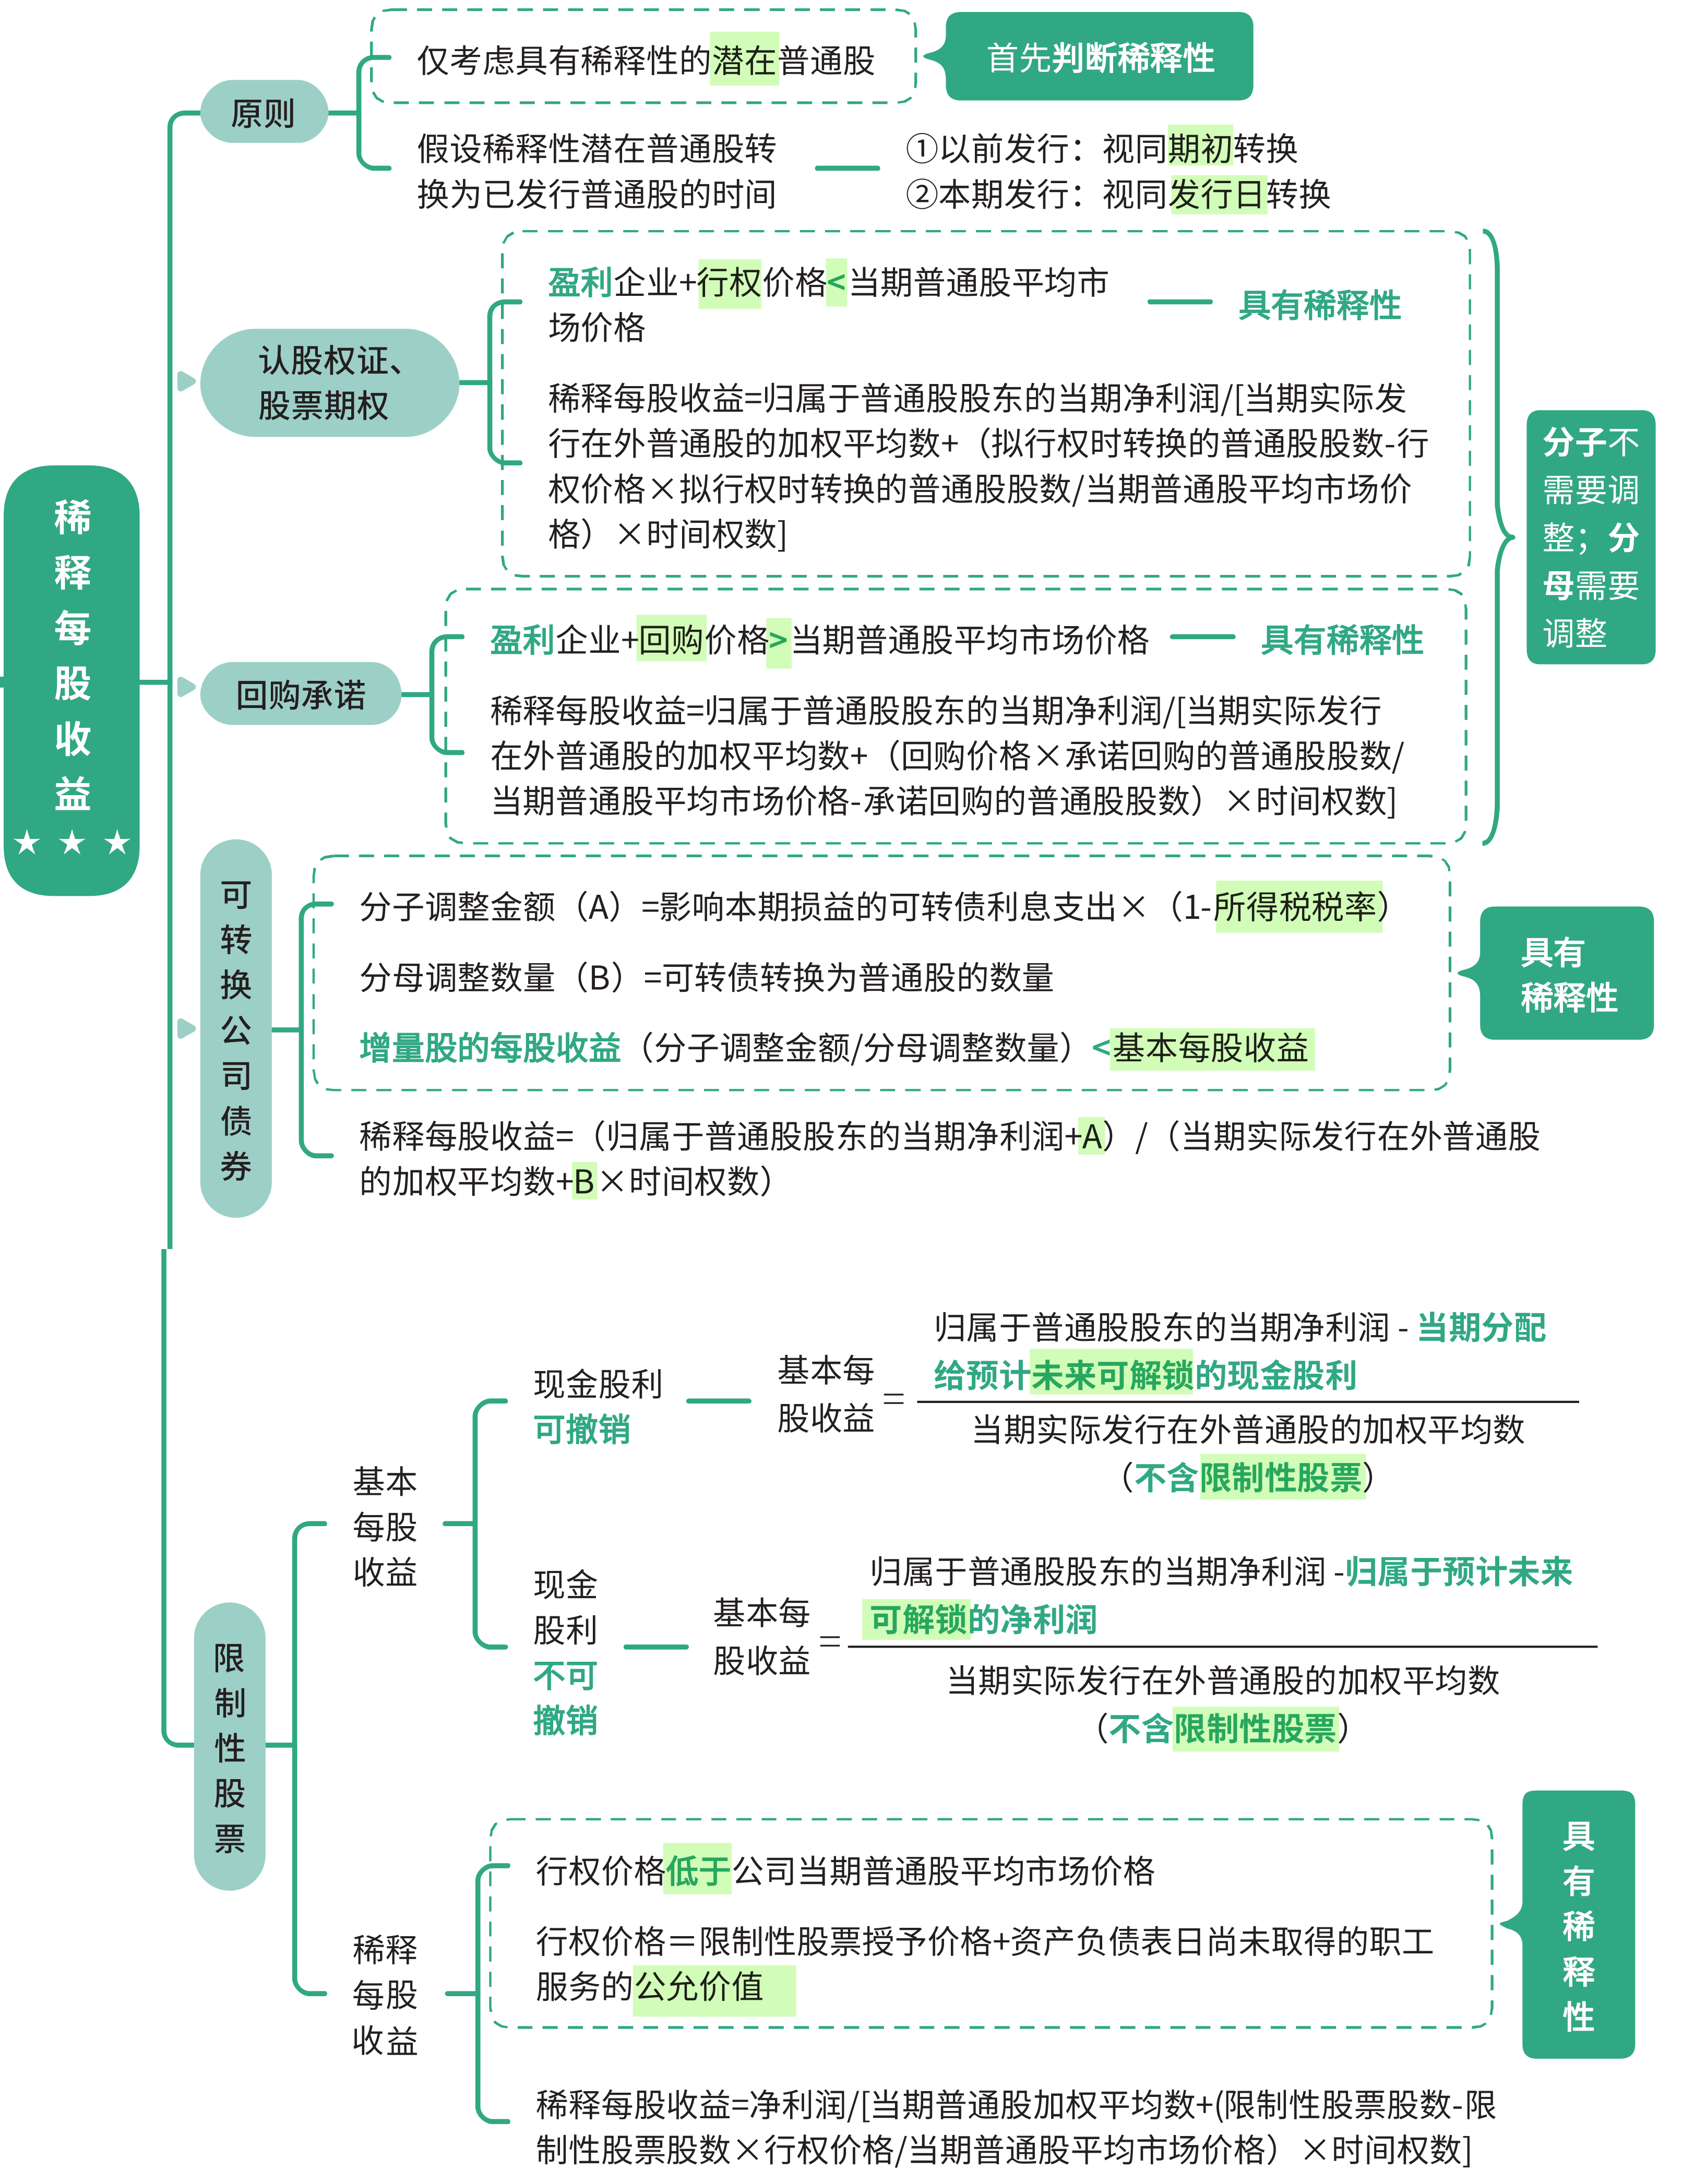 稀
释
每
股
收
益
★ ★ ★
原则
仅考虑具有稀释性的潜在普通股
首先判断稀释性
假设稀释性潜在普通股转
换为已发行普通股的时间
①以前发行：视同期初转换
②本期发行：视同发行日转换
认股权证、
股票期权
盈利企业+行权价格<当期普通股平均市
场价格
具有稀释性
稀释每股收益=归属于普通股股东的当期净利润/[当期实际发
行在外普通股的加权平均数+（拟行权时转换的普通股股数-行
权价格×拟行权时转换的普通股股数/当期普通股平均市场价
格）×时间权数]
分子不
需要调
整；分
母需要
调整
回购承诺
盈利企业+回购价格>当期普通股平均市场价格
具有稀释性
稀释每股收益=归属于普通股股东的当期净利润/[当期实际发行
在外普通股的加权平均数+（回购价格×承诺回购的普通股股数/
当期普通股平均市场价格-承诺回购的普通股股数）×时间权数]
可
转
换
公
司
债
券
分子调整金额（A）=影响本期损益的可转债利息支出×（1-所得税税率）
分母调整数量（B）=可转债转换为普通股的数量
增量股的每股收益（分子调整金额/分母调整数量）<基本每股收益
具有
稀释性
稀释每股收益=（归属于普通股股东的当期净利润+A）/（当期实际发行在外普通股
的加权平均数+B×时间权数）
限
制
性
股
票
基本
每股
收益
现金股利
可撤销
基本每
股收益
=
归属于普通股股东的当期净利润 - 当期分配
给预计未来可解锁的现金股利
当期实际发行在外普通股的加权平均数
（不含限制性股票）
现金
股利
不可
撤销
基本每
股收益
=
归属于普通股股东的当期净利润 -归属于预计未来
可解锁的净利润
当期实际发行在外普通股的加权平均数
（不含限制性股票）
稀释
每股
收益
行权价格低于公司当期普通股平均市场价格
行权价格＝限制性股票授予价格+资产负债表日尚未取得的职工
服务的公允价值
具
有
稀
释
性
稀释每股收益=净利润/[当期普通股加权平均数+(限制性股票股数-限
制性股票股数×行权价格/当期普通股平均市场价格）×时间权数]